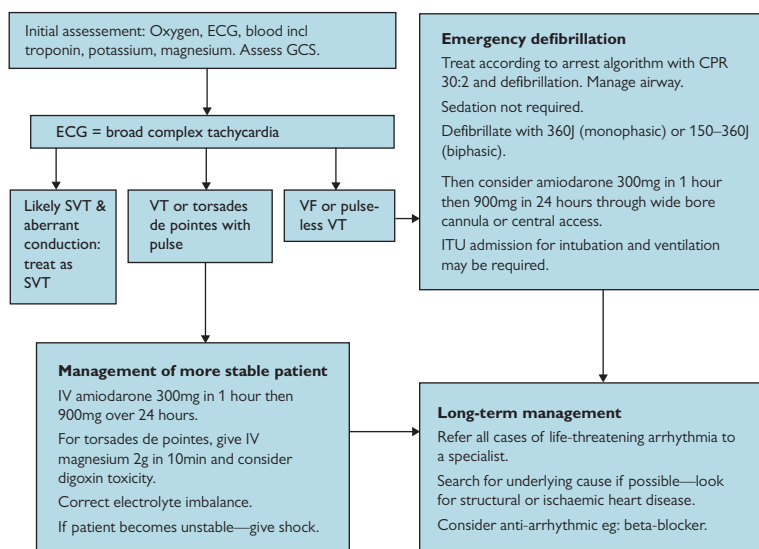 Initial assessment: Oxygen, ECG, blood incl
troponin, potassium, magnesium. Assess GCS.
ECG = broad complex tachycardia
Likely SVT &
aberrant
conduction:
treat as
SVT
VT or torsades
de pointes with
pulse
VF or pulse-
less VT
Emergency defibrillation
Treat according to arrest algorithm with CPR
30:2 and defibrillation. Manage airway.
Sedation not required.
Defibrillate with 360J (monophasic) or 150–360J
(biphasic).
Then consider amiodarone 300mg in 1 hour
then 900mg in 24 hours through wide bore
cannula or central access.
ITU admission for intubation and ventilation
may be required.
Management of more stable patient
IV amiodarone 300mg in 1 hour then
900mg over 24 hours.
For torsades de pointes, give IV
magnesium 2g in 10min and consider
digoxin toxicity.
Correct electrolyte imbalance.
If patient becomes unstable—give shock.
Long-term management
Refer all cases of life-threatening arrhythmia to
a specialist.
Search for underlying cause if possible—look
for structural or ischaemic heart disease.
Consider anti-arrhythmic eg: beta-blocker.